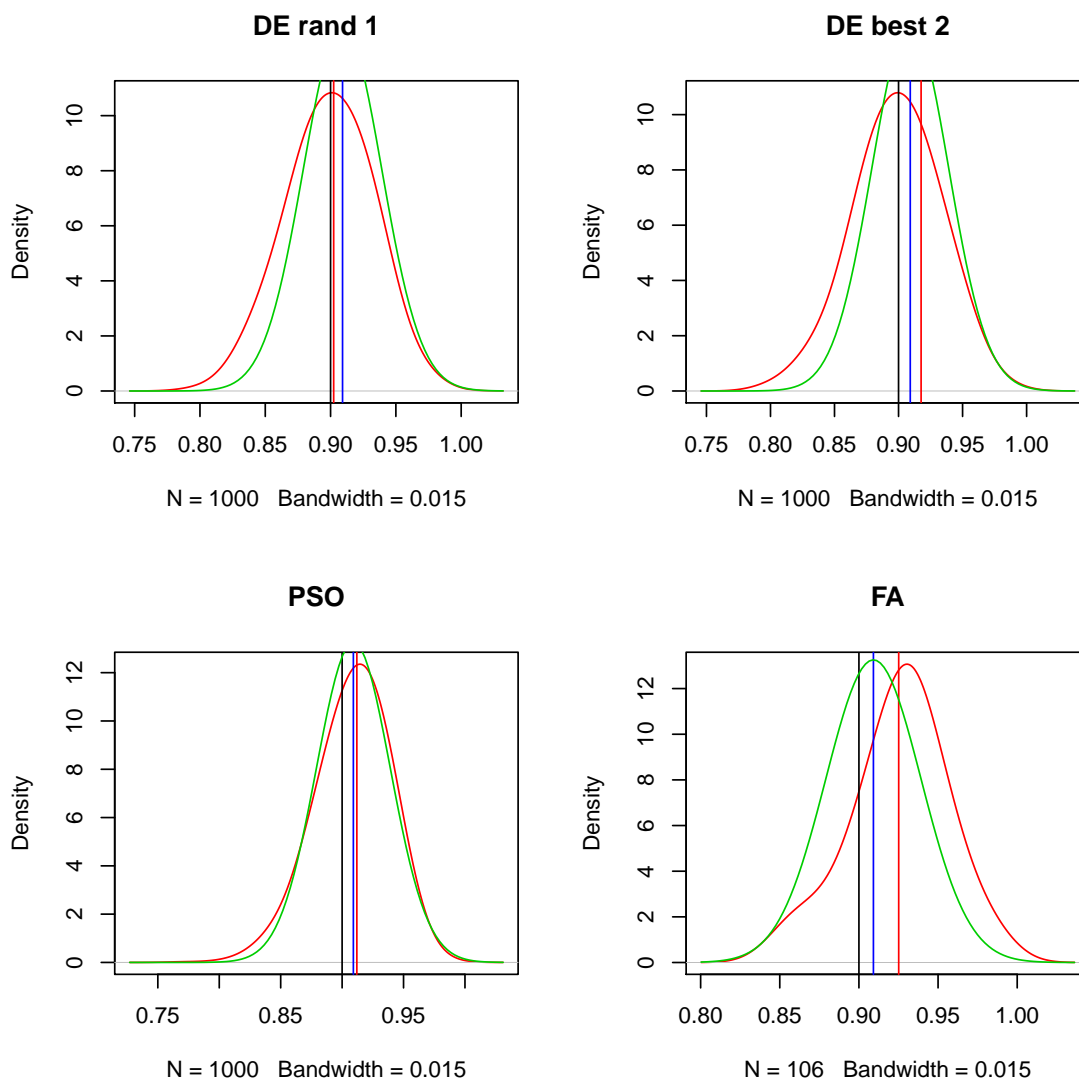 DE rand 1
Density
0 2 4 6 8 10
0.75 0.80 0.85 0.90 0.95 1.00
N = 1000 Bandwidth = 0.015
DE best 2
Density
0 2 4 6 8 10
0.75 0.80 0.85 0.90 0.95 1.00
N = 1000 Bandwidth = 0.015
PSO
Density
0 2 4 6 8 10 12
0.75 0.85 0.95
N = 1000 Bandwidth = 0.015
FA
Density
0 2 4 6 8 10 12
0.80 0.85 0.90 0.95 1.00
N = 106 Bandwidth = 0.015